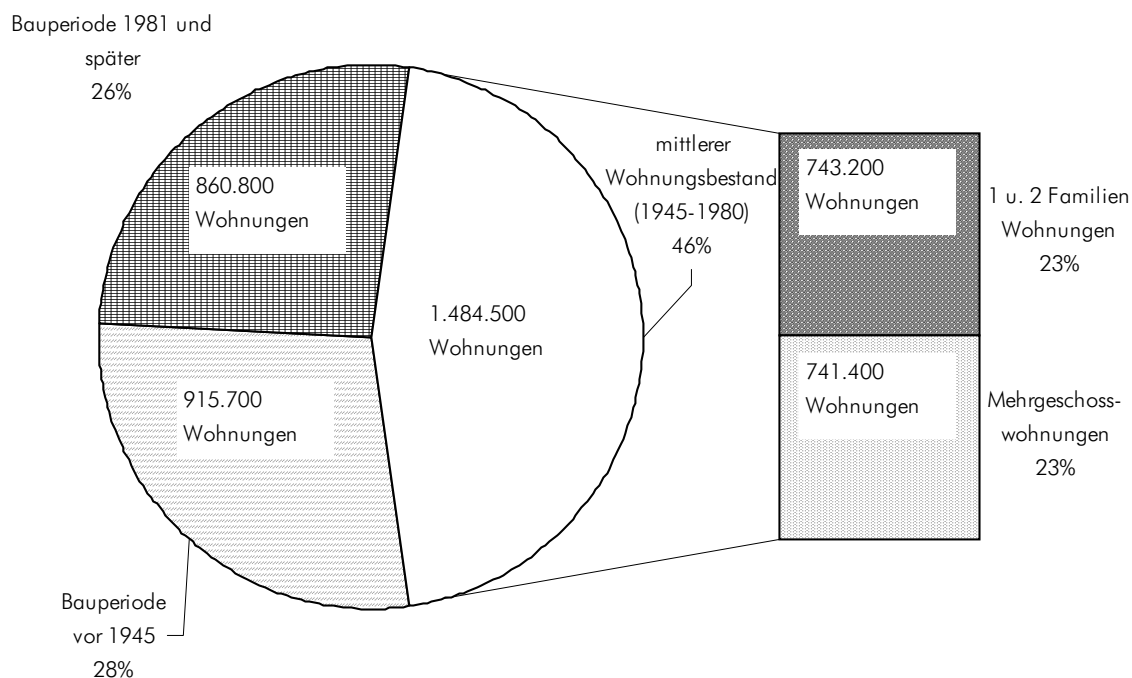 Bauperiode 1981 und
später
26%
860.800
Wohnungen
mittlerer
Wohnungsbestand
(1945-1980)
46%
1.484.500
Wohnungen
915.700
Wohnungen
Bauperiode
vor 1945
28%
743.200
Wohnungen
1 u. 2 Familien
Wohnungen
23%
741.400
Wohnungen
Mehrgeschoss-
wohnungen
23%